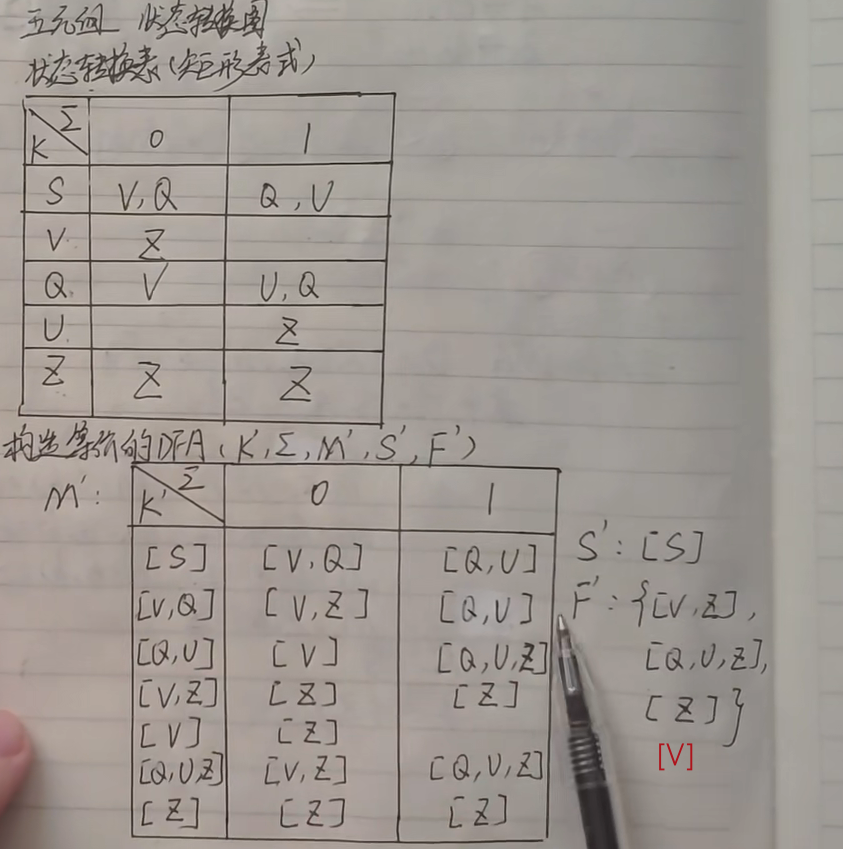 五元组 状态转换图
状态转换表(矩形表式)
K Σ 0 1
S V,Q Q,U
V Z
Q V U,Q
U Z
Z Z Z
构造等价的DFA(K',Σ,M',S',F')
M': K' Σ 0 1
[S] [V,Q] [Q,U] S':[S]
[V,Q] [V,Z] [Q,U] F':{[V,Z],
[Q,U] [V] [Q,U,Z] [Q,U,Z],
[V,Z] [Z] [Z] [Z]}
[V] [Z] [V]
[Q,U,Z] [V,Z] [Q,U,Z]
[Z] [Z] [Z]